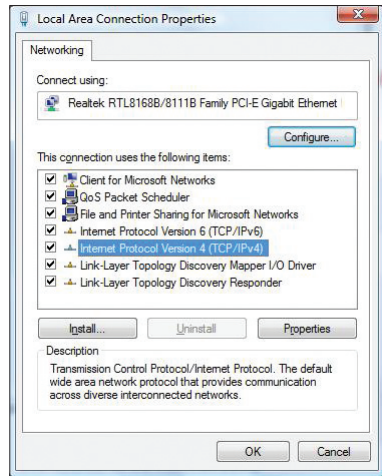 Local Area Connection Properties
Networking
Connect using:
Realtek RTL8168B/8111B Family PCI-E Gigabit Ethernet
Configure...
This connection uses the following items:
Client for Microsoft Networks
QoS Packet Scheduler
File and Printer Sharing for Microsoft Networks
Internet Protocol Version 6 (TCP/IPv6)
Internet Protocol Version 4 (TCP/IPv4)
Link-Layer Topology Discovery Mapper I/O Driver
Link-Layer Topology Discovery Responder
Install... Uninstall Properties
Description
Transmission Control Protocol/Internet Protocol. The default
wide area network protocol that provides communication
across diverse interconnected networks.
OK Cancel